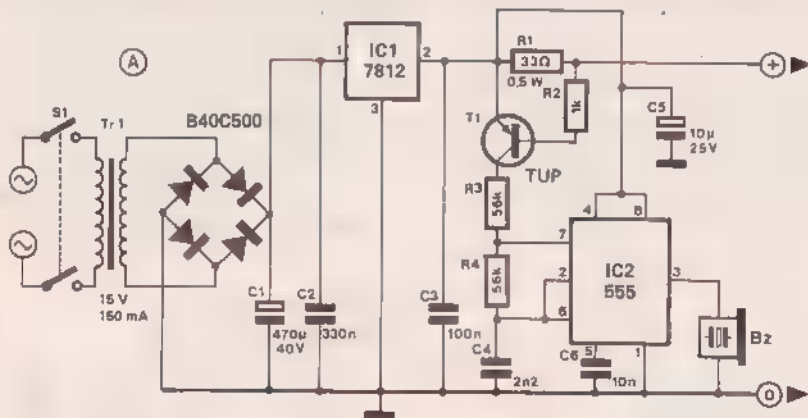 A
S1
Tr1
15 V
150 mA
B40C500
C1
470µ
40V
C2
330n
1
IC1
7812
2
3
C3
100n
R1
33Ω
0,5 W
R2
1k
T1
TUP
R3
56k
R4
56k
C4
2n2
C5
10µ
25V
4
8
7
2
6
IC2
555
3
5
1
C6
10n
Bz
+
0